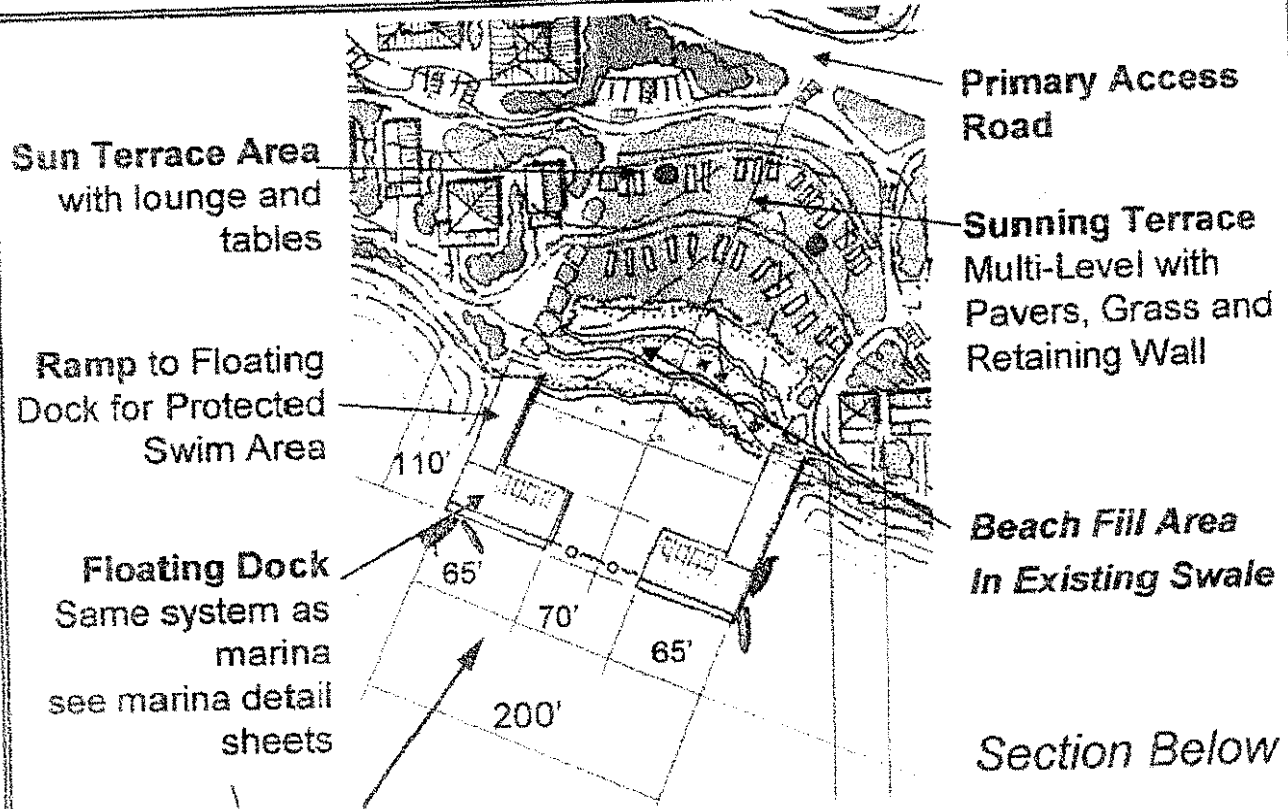 Primary Access
Road
Sun Terrace Area
with lounge and
tables
Sunning Terrace
Multi-Level with
Pavers, Grass and
Retaining Wall
Ramp to Floating
Dock for Protected
Swim Area
110'
Beach Fill Area
In Existing Swale
Floating Dock
Same system as
marina
see marina detail
sheets
65'
70'
65'
200'
Section Below